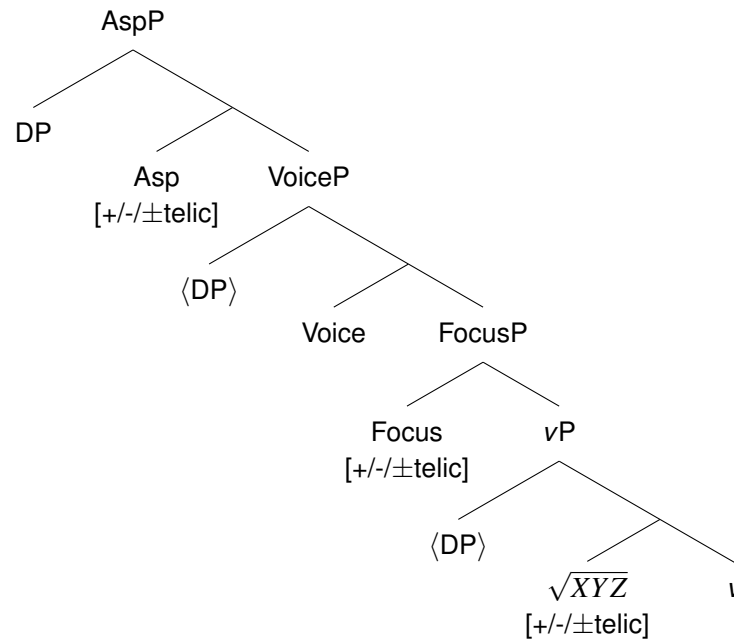 AspP
DP
Asp VoiceP
[+/-/±telic]
⟨DP⟩
Voice FocusP
Focus vP
[+/-/±telic]
⟨DP⟩
√XYZ v
[+/-/±telic]